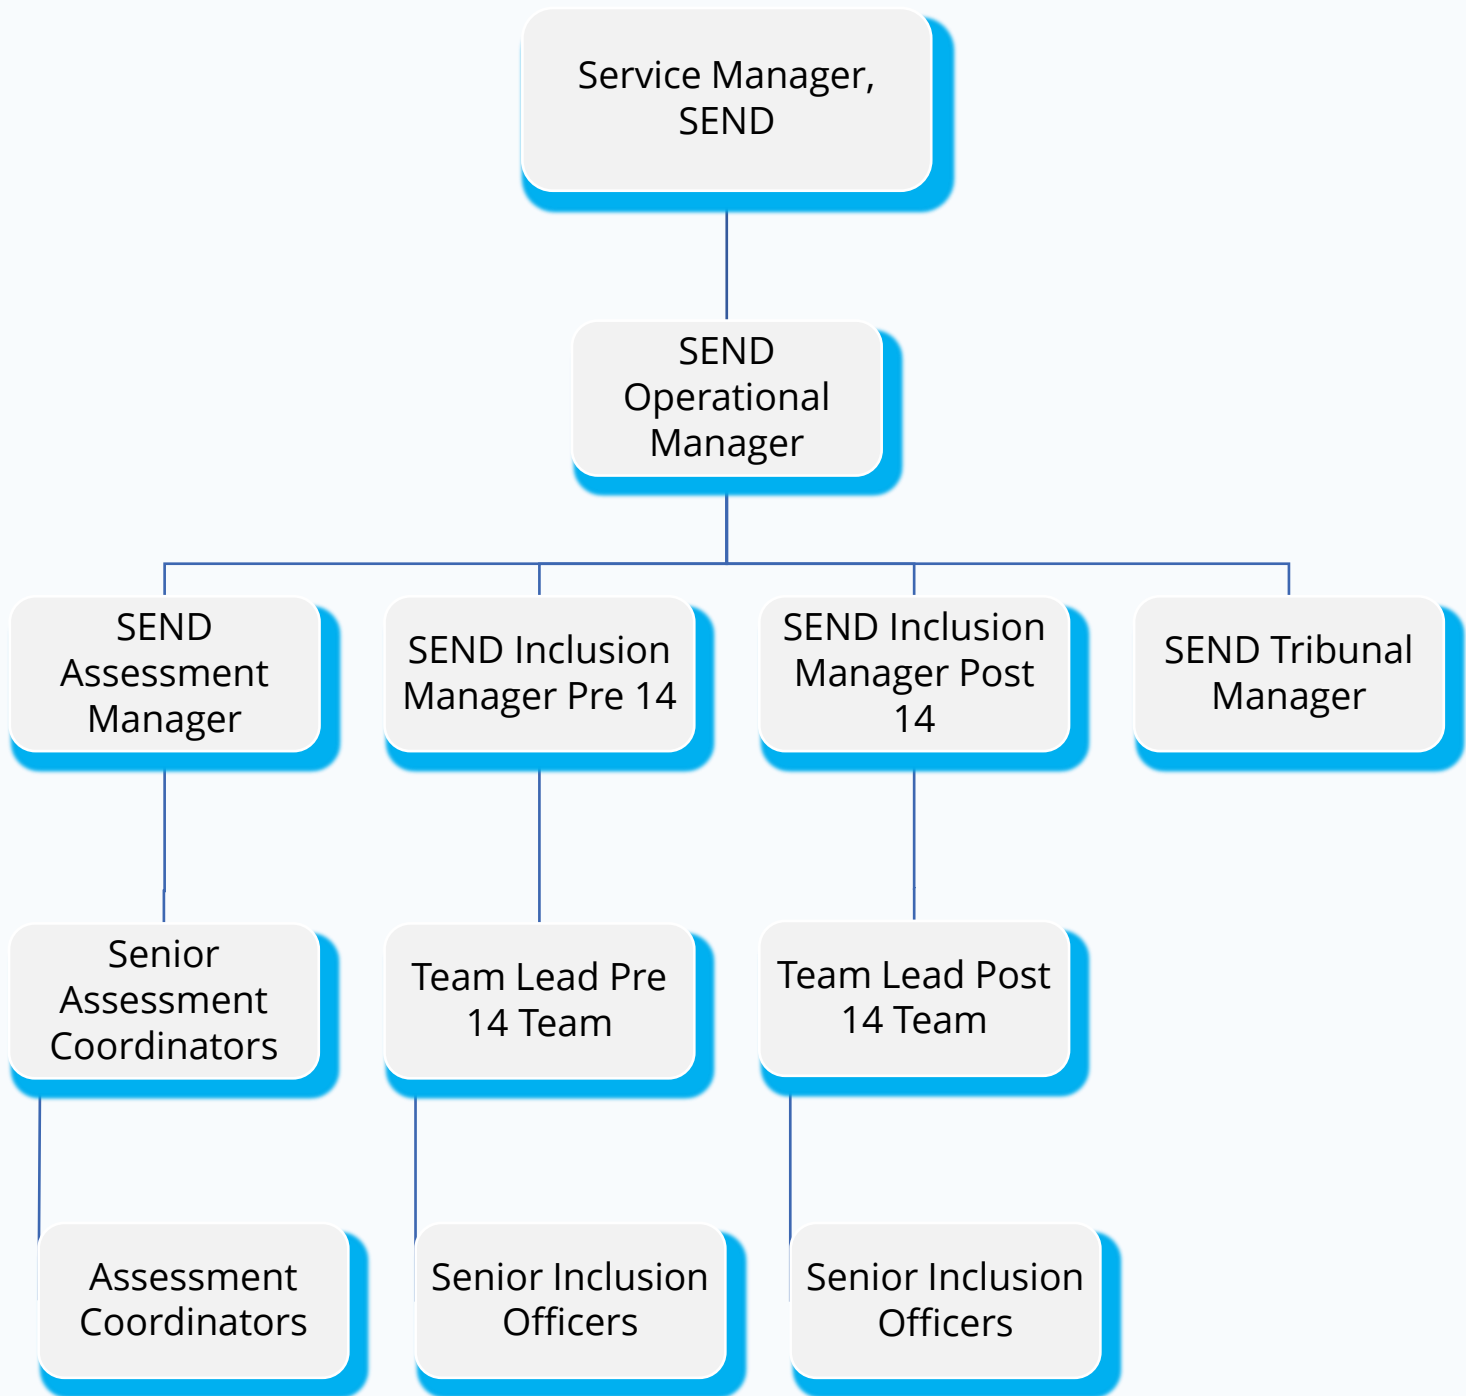 Service Manager,
SEND
SEND
Operational
Manager
SEND
Assessment
Manager
SEND Inclusion
Manager Pre 14
SEND Inclusion
Manager Post
14
SEND Tribunal
Manager
Senior
Assessment
Coordinators
Team Lead Pre
14 Team
Team Lead Post
14 Team
Assessment
Coordinators
Senior Inclusion
Officers
Senior Inclusion
Officers